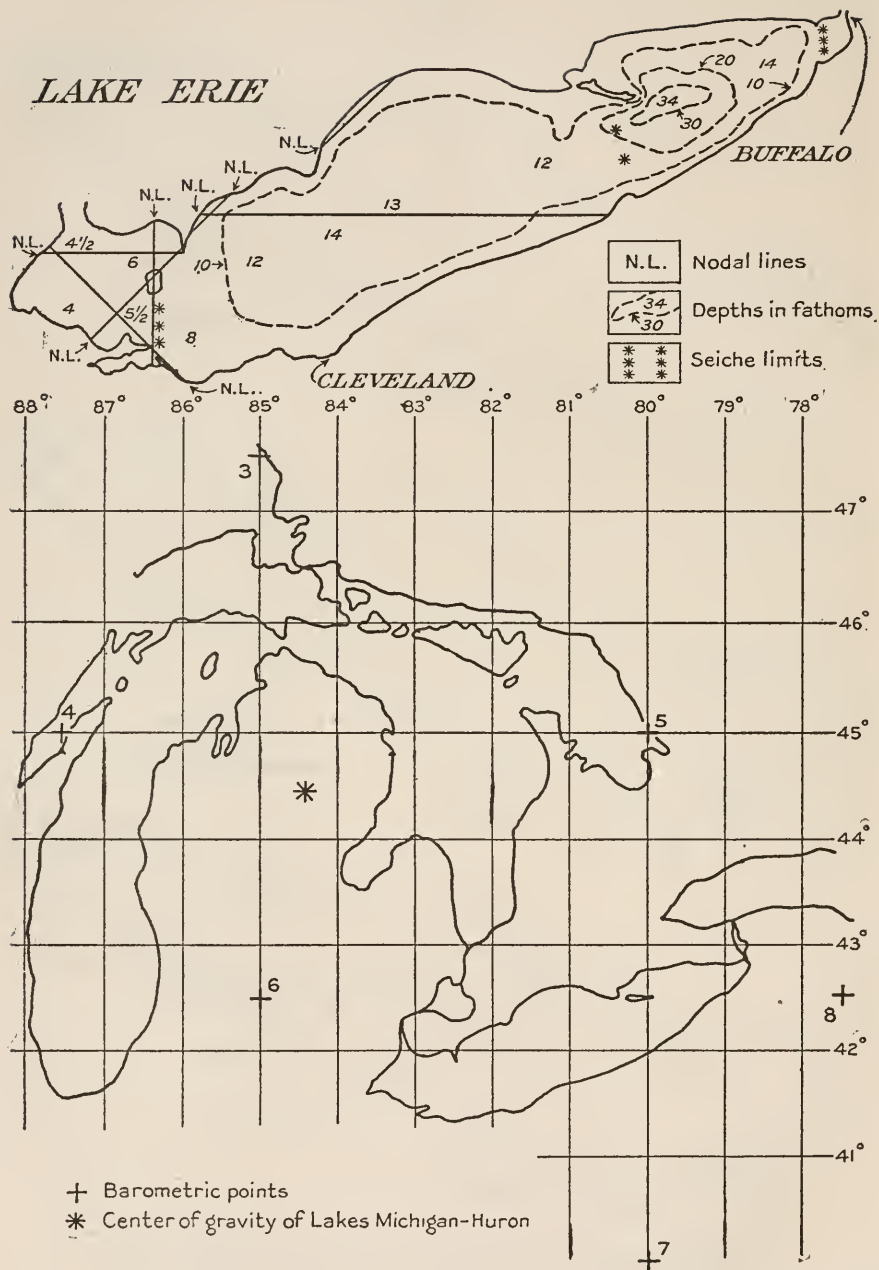 LAKE ERIE
20
14
10
34
30
BUFFALO
N.L.
12
N.L.
N.L.
N.L.
13
14
N.L.
4½
6
10
12
4
5½
8
N.L.
N.L.
CLEVELAND
N.L. Nodal lines
34
30
Depths in fathoms
Seiche limits
88° 87° 86° 85° 84° 83° 82° 81° 80° 79° 78°
3
47°
46°
4
5
45°
44°
43°
6
8
42°
41°
+ Barometric points
* Center of gravity of Lakes Michigan-Huron
7